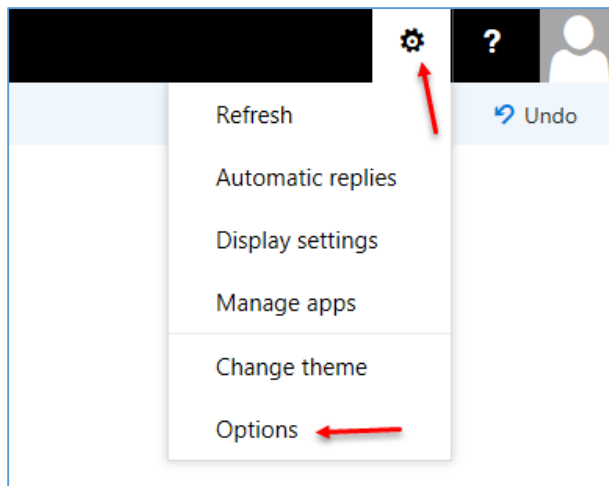 ?
Refresh
Undo
Automatic replies
Display settings
Manage apps
Change theme
Options